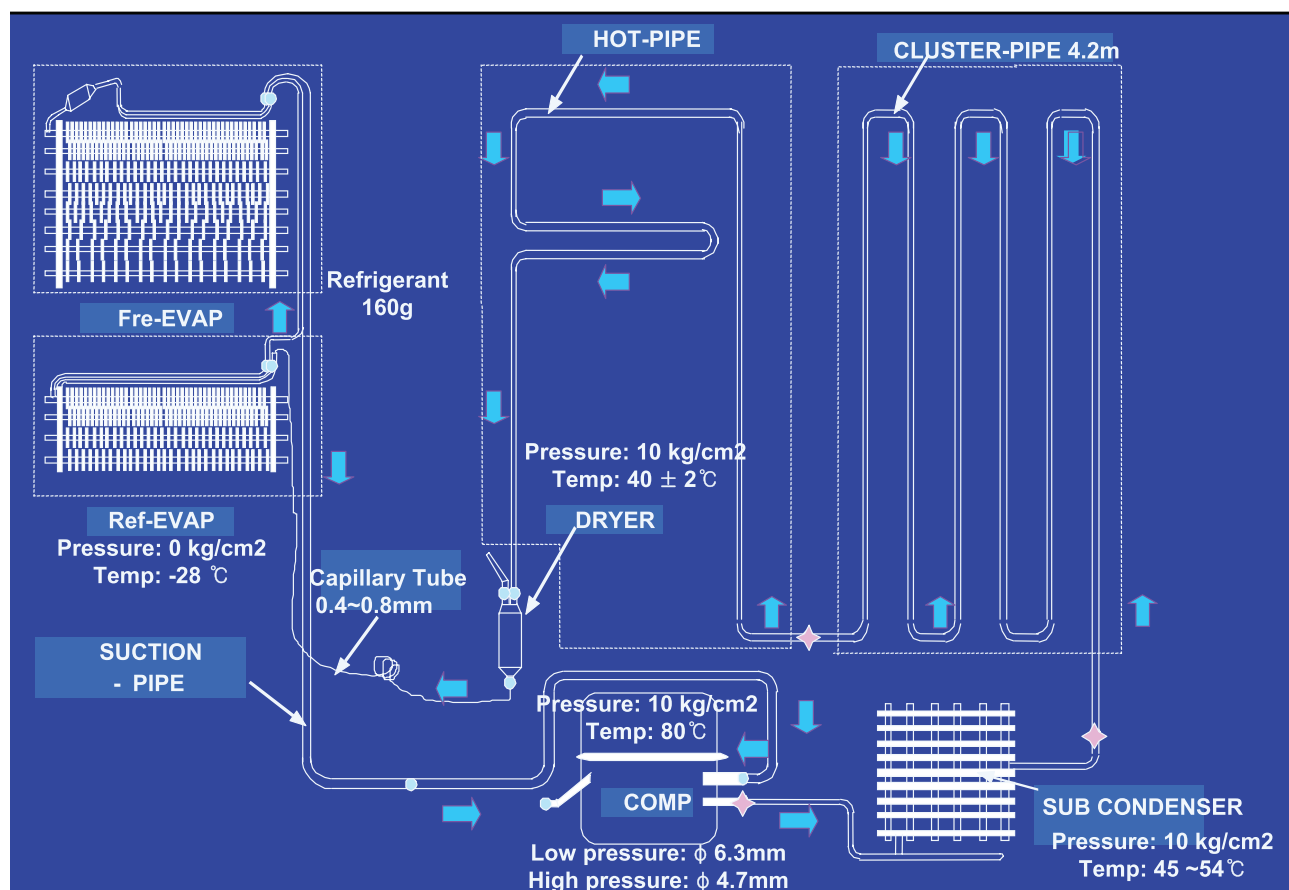 HOT-PIPE
CLUSTER-PIPE 4.2m
Refrigerant
160g
Fre-EVAP
Pressure: 10 kg/cm2
Temp: 40 ± 2℃
Ref-EVAP
Pressure: 0 kg/cm2
Temp: -28 ℃
DRYER
Capillary Tube
0.4~0.8mm
SUCTION
- PIPE
Pressure: 10 kg/cm2
Temp: 80℃
COMP
SUB CONDENSER
Pressure: 10 kg/cm2
Temp: 45 ~54℃
Low pressure: ϕ 6.3mm
High pressure: ϕ 4.7mm